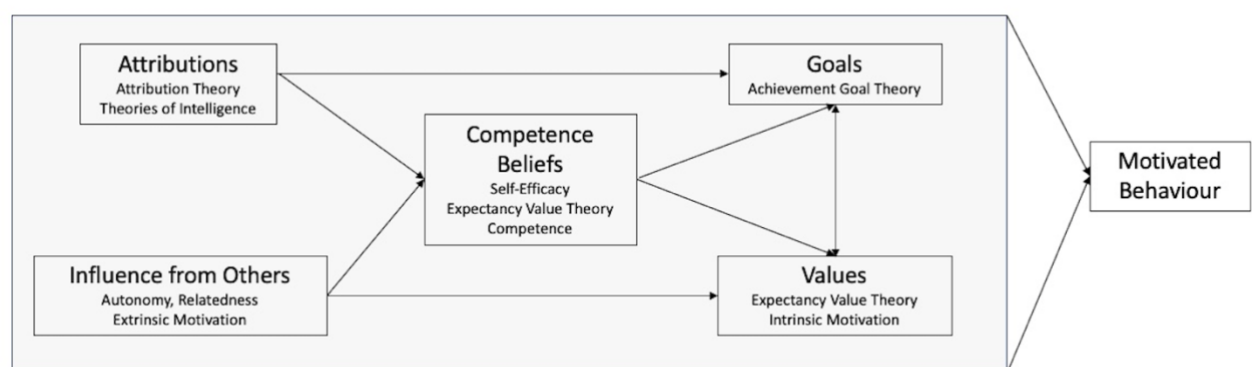 Attributions
Attribution Theory
Theories of Intelligence
Goals
Achievement Goal Theory
Competence
Beliefs
Self-Efficacy
Expectancy Value Theory
Competence
Motivated
Behaviour
Influence from Others
Autonomy, Relatedness
Extrinsic Motivation
Values
Expectancy Value Theory
Intrinsic Motivation